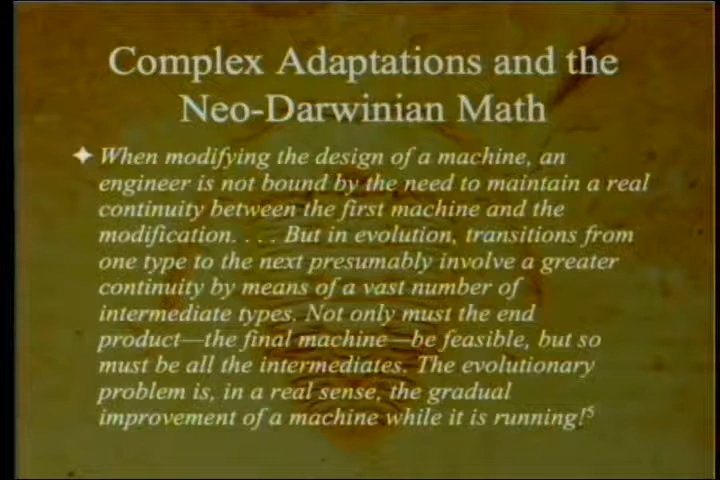 Complex Adaptations and the
Neo-Darwinian Math
When modifying the design of a machine, an
engineer is not bound by the need to maintain a real
continuity between the first machine and the
modification. . . . But in evolution, transitions from
one type to the next presumably involve a greater
continuity by means of a vast number of
intermediate types. Not only must the end
product—the final machine—be feasible, but so
must be all the intermediates. The evolutionary
problem is, in a real sense, the gradual
improvement of a machine while it is running!⁵